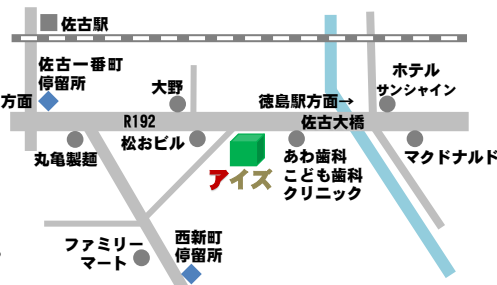 佐古駅
佐古一番町
停留所
方面
大野
ホテル
サンシャイン
徳島駅方面→
R192
佐古大橋
丸亀製麺
松おビル
アイズ
あわ歯科
こども歯科
クリニック
マクドナルド
ファミリー
マート
西新町
停留所